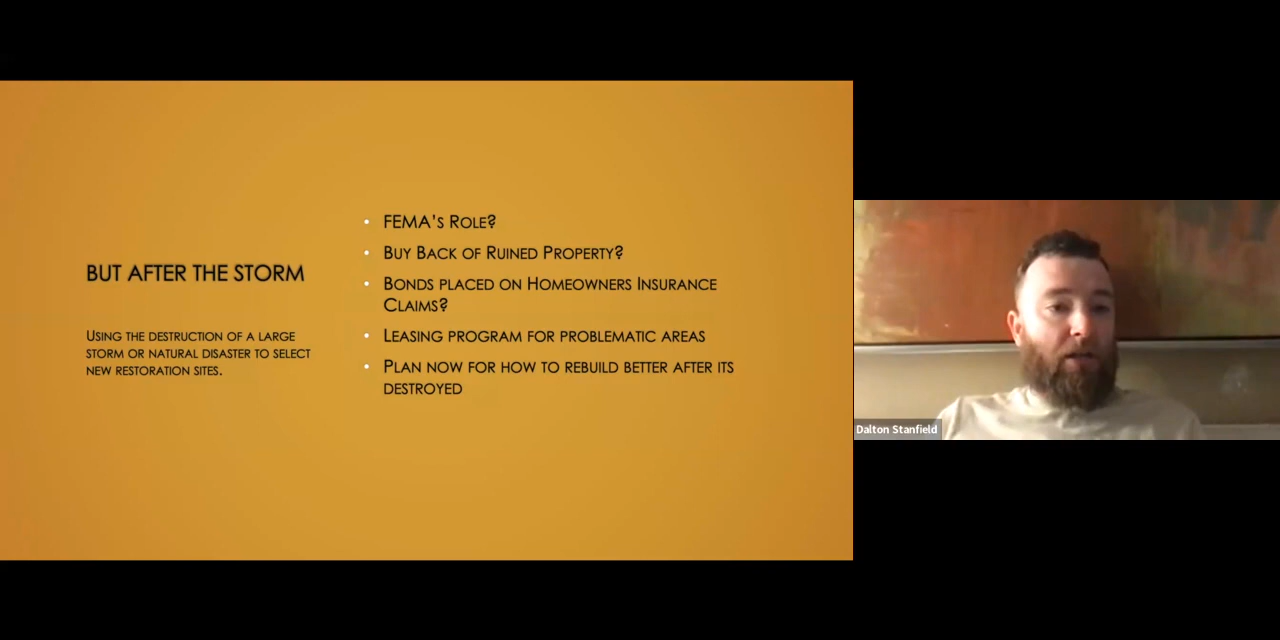 BUT AFTER THE STORM
USING THE DESTRUCTION OF A LARGE
STORM OR NATURAL DISASTER TO SELECT
NEW RESTORATION SITES.
• FEMA'S ROLE?
• BUY BACK OF RUINED PROPERTY?
• BONDS PLACED ON HOMEOWNERS INSURANCE
CLAIMS?
• LEASING PROGRAM FOR PROBLEMATIC AREAS
• PLAN NOW FOR HOW TO REBUILD BETTER AFTER ITS
DESTROYED
Dalton Stanfield